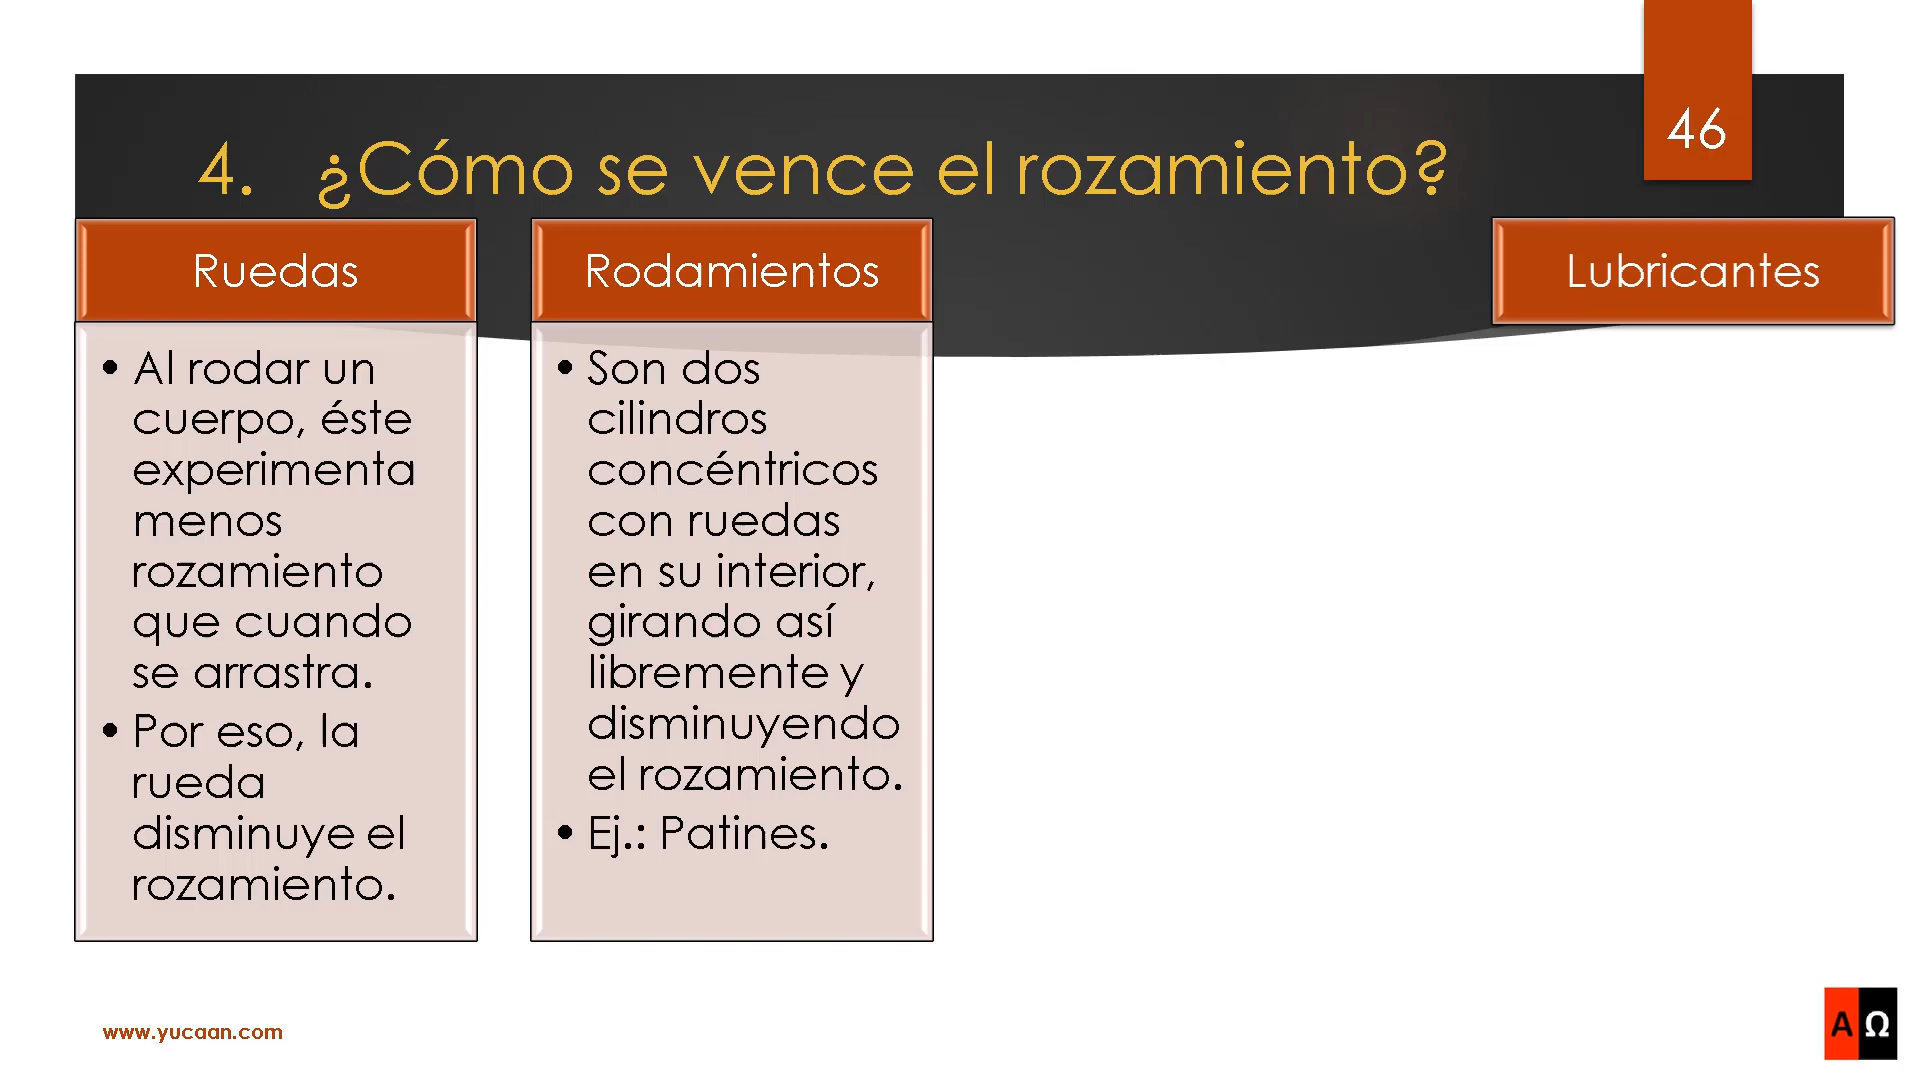 46
4. ¿Cómo se vence el rozamiento?
Ruedas
• Al rodar un
cuerpo, éste
experimenta
menos
rozamiento
que cuando
se arrastra.
• Por eso, la
rueda
disminuye el
rozamiento.
Rodamientos
• Son dos
cilindros
concéntricos
con ruedas
en su interior,
girando así
libremente y
disminuyendo
el rozamiento.
• Ej.: Patines.
Lubricantes
www.yucaan.com
A Ω